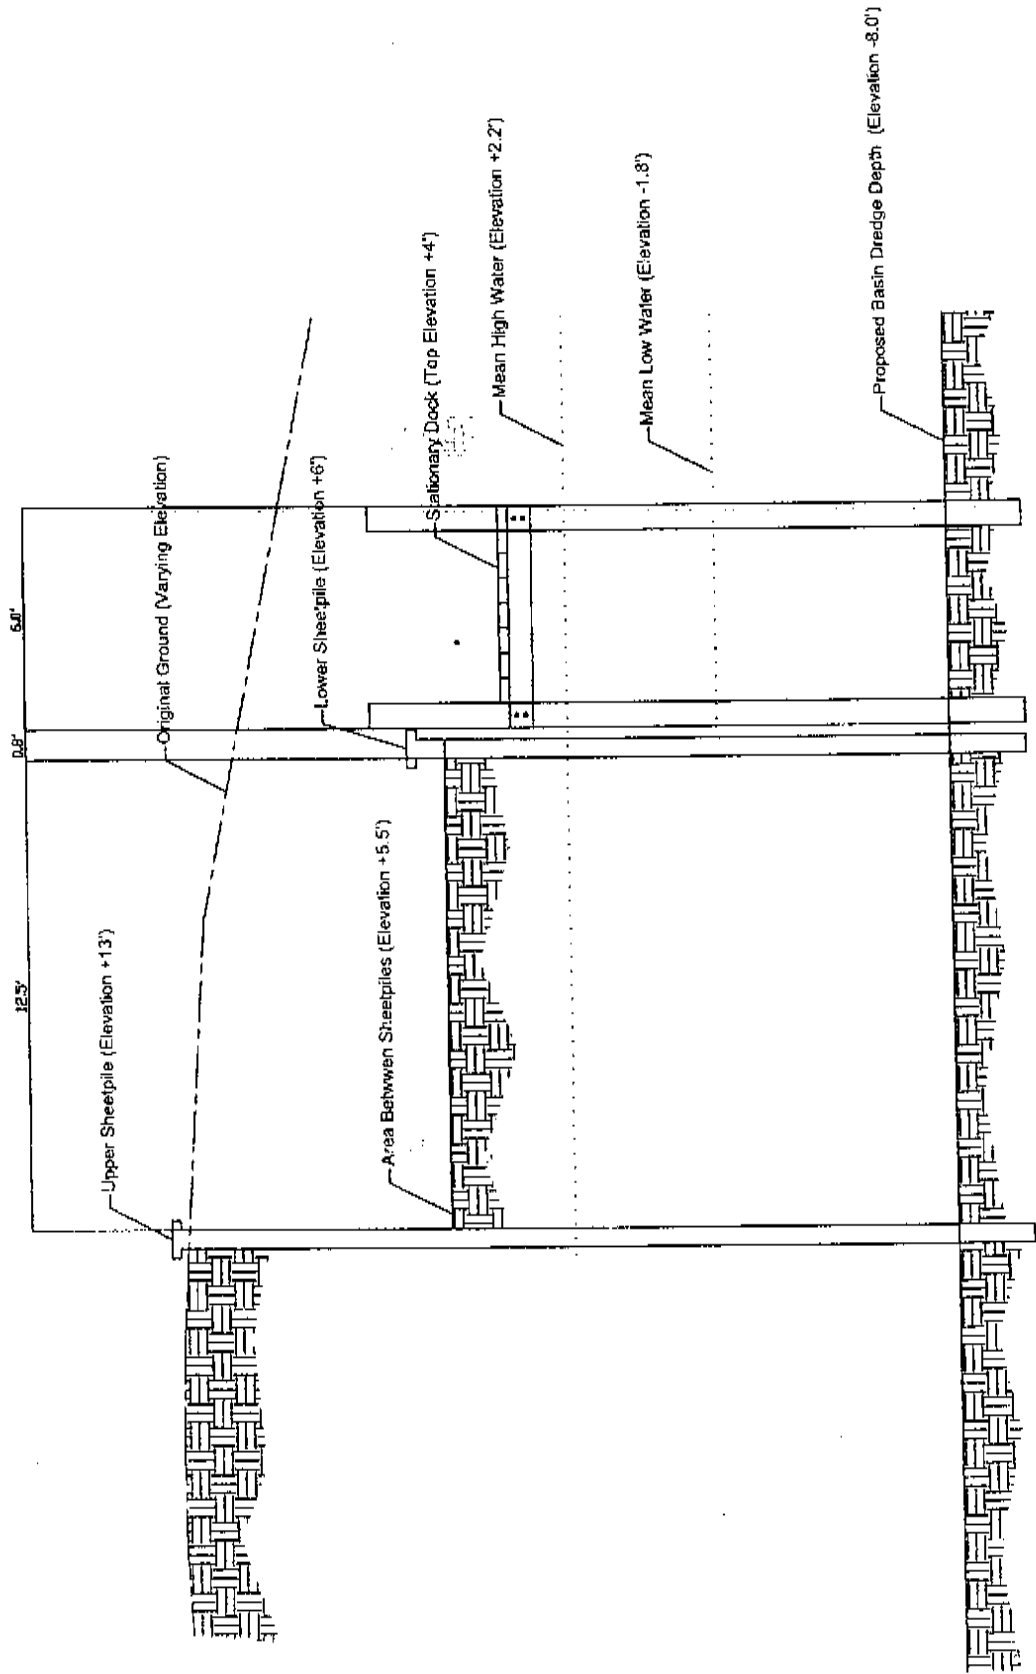 12.5'
0.8'
6.0'
Upper Sheetpile (Elevation +13')
Original Ground (Varying Elevation)
Lower Sheetpile (Elevation +6')
Area Betwwen Sheetpiles (Elevation +5.5')
Stationary Dock (Top Elevation +4')
Mean High Water (Elevation +2.2')
Mean Low Water (Elevation -1.8')
Proposed Basin Dredge Depth (Elevation -8.0')